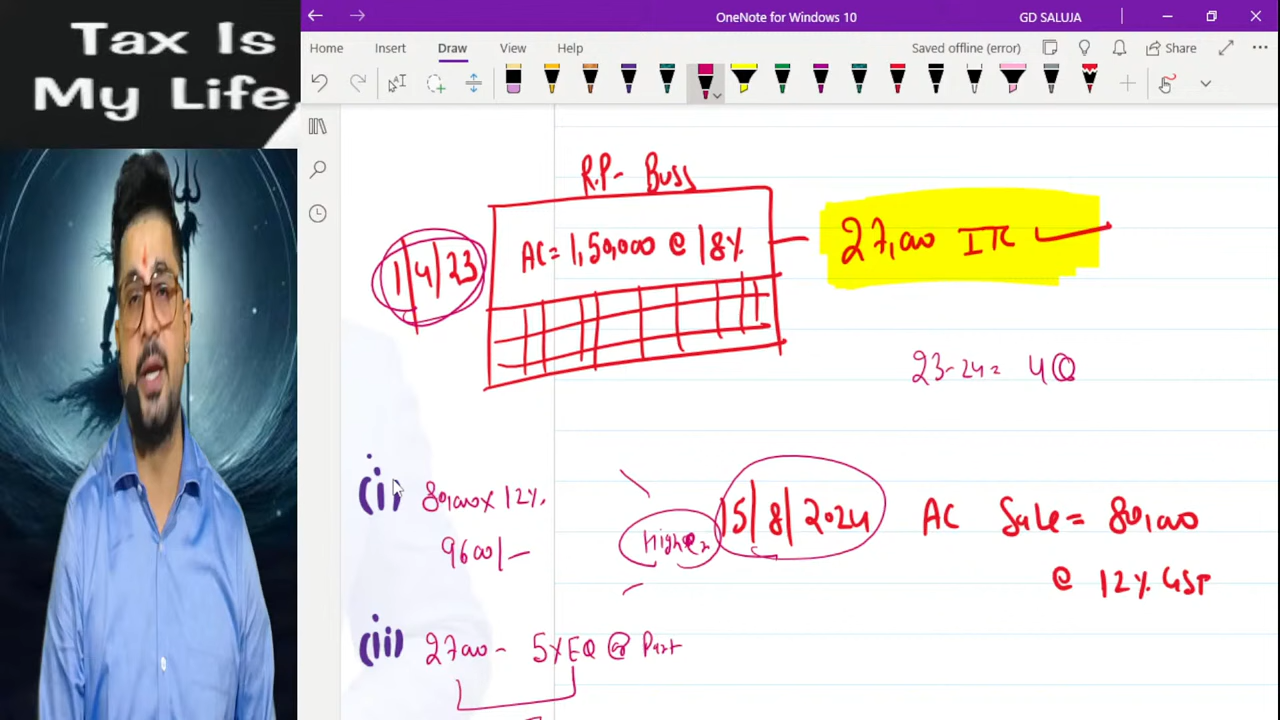 Tax Is
My Life.
OneNote for Windows 10
GD SALUJA
Home Insert Draw View Help
Saved offline (error)
Share
R.P- Buss
1/4/23
AC = 1,50,000 @ 18%
27,000 ITC
23-24= 4Q
(i) 80,000 x 12%.
9600/-
Higher
15/8/2024
AC Sale = 80,000
@ 12% GST
(ii) 27000 - 5% EQ @ Part